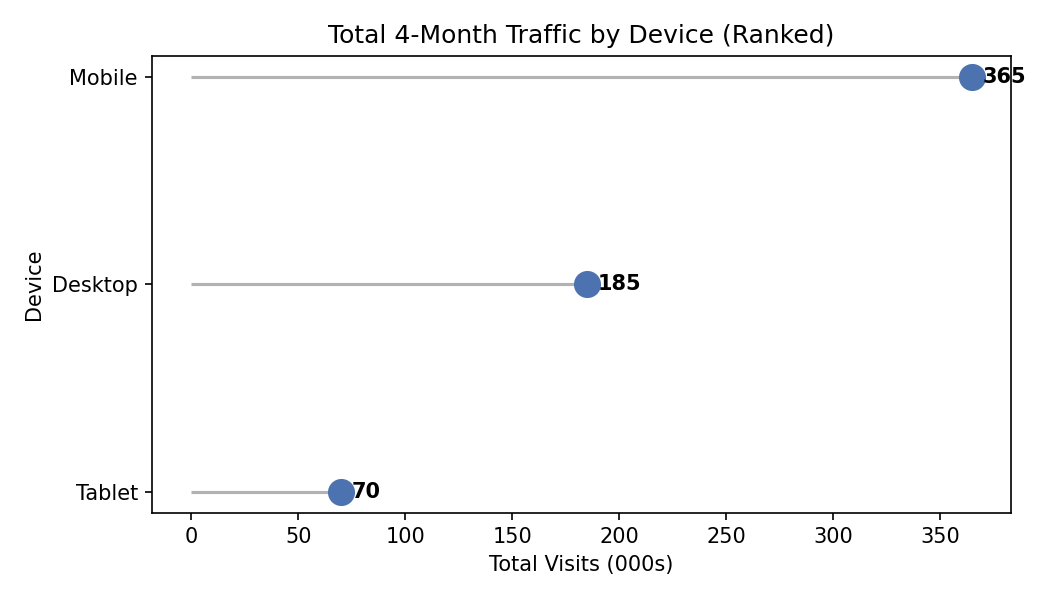 Total 4-Month Traffic by Device (Ranked)
Mobile
365
Device
Desktop
185
Tablet
70
0 50 100 150 200 250 300 350
Total Visits (000s)